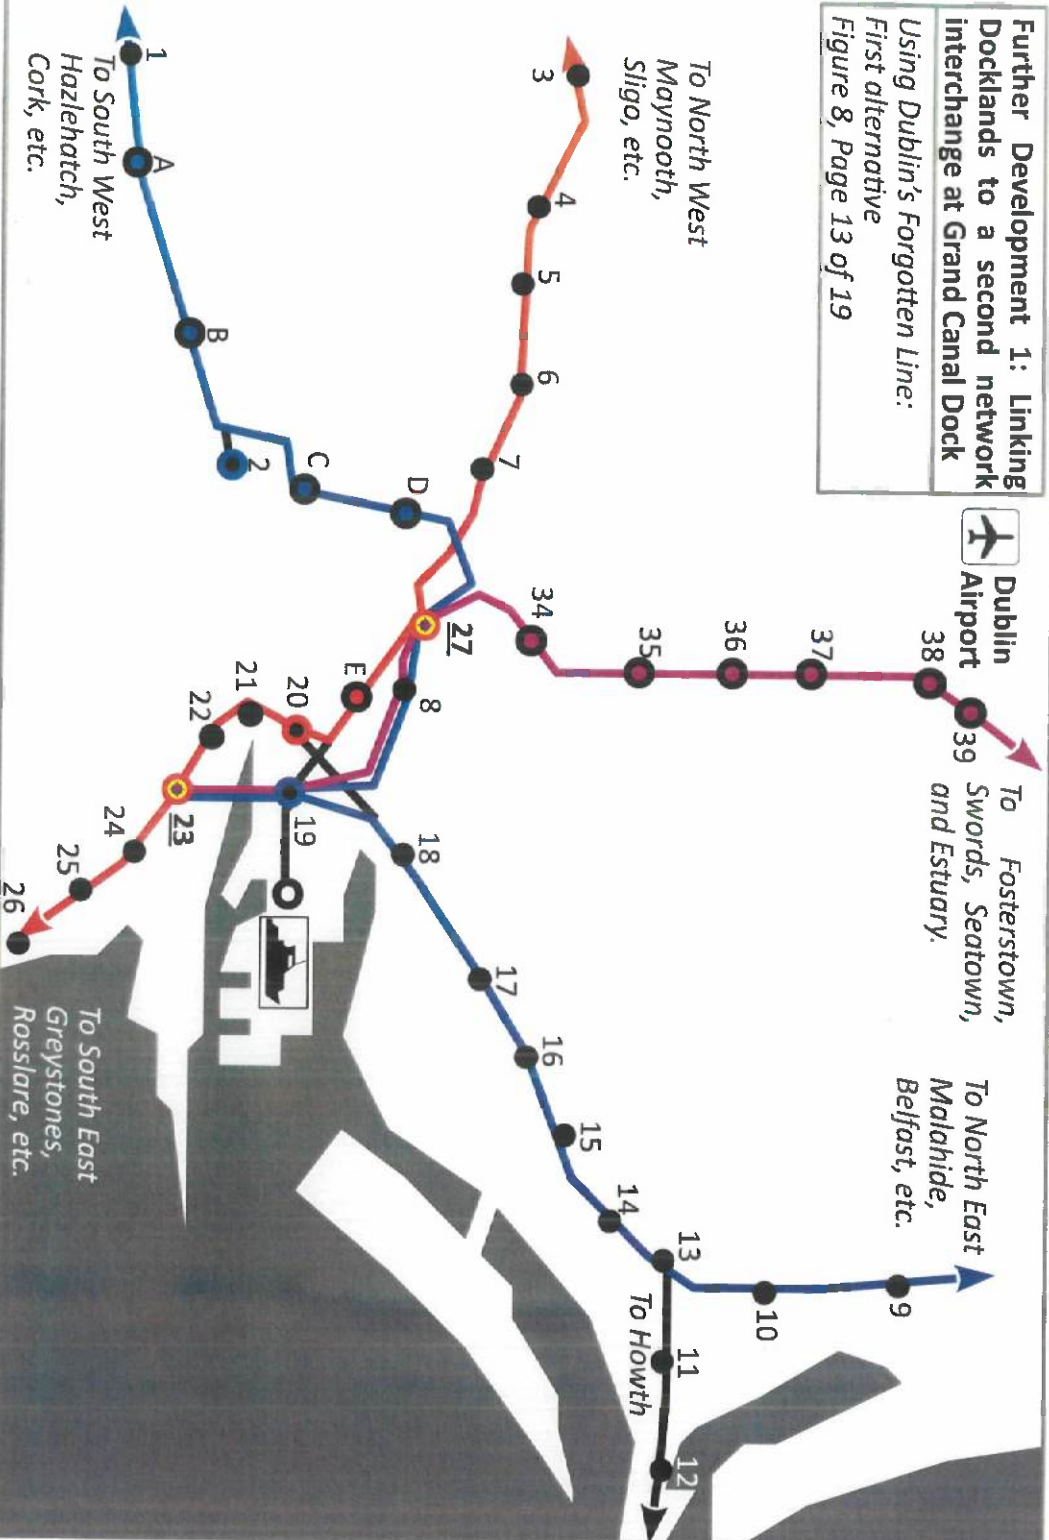 Further Development 1: Linking
Docklands to a second network
interchange at Grand Canal Dock
Using Dublin's Forgotten Line:
First alternative
Figure 8, Page 13 of 19
Dublin
Airport
To North West
Maynooth,
Sligo, etc.
To South West
Hazlehatch,
Cork, etc.
To Fosterstown,
Swords, Seatown,
and Estuary.
To North East
Malahide,
Belfast, etc.
To Howth
To South East
Greystones,
Rosslare, etc.
1
A
B
2
C
D
3
4
5
6
7
27
34
35
36
37
38
39
8
E
20
21
22
23
24
25
26
19
18
17
16
15
14
13
10
9
11
12